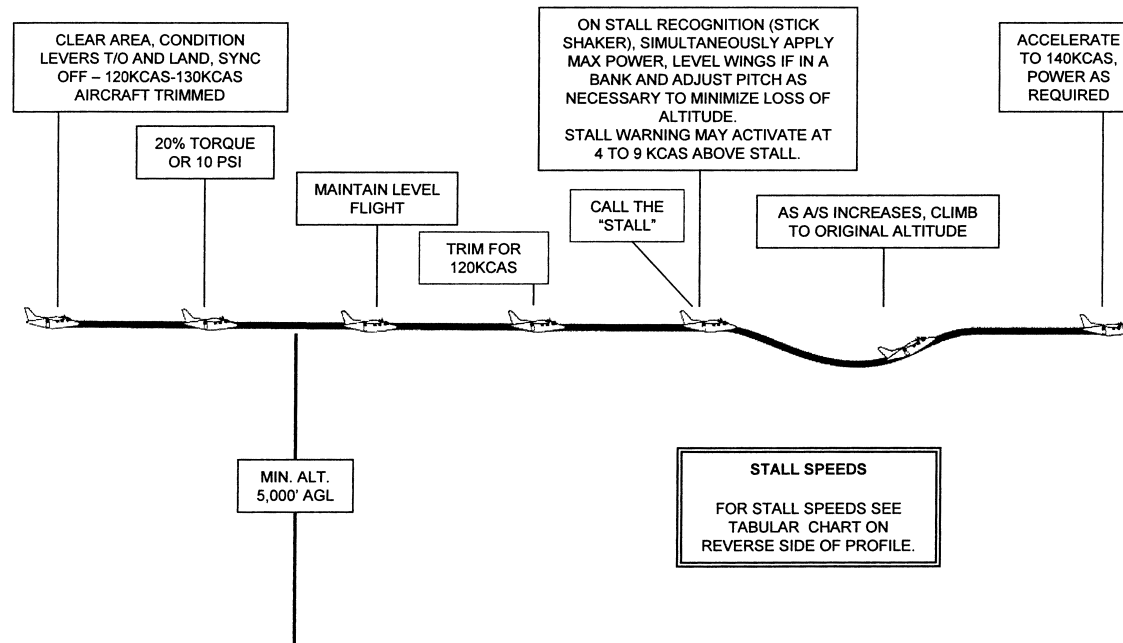 CLEAR AREA, CONDITION
LEVERS T/O AND LAND, SYNC
OFF – 120KCAS-130KCAS
AIRCRAFT TRIMMED
20% TORQUE
OR 10 PSI
MAINTAIN LEVEL
FLIGHT
TRIM FOR
120KCAS
CALL THE
“STALL”
ON STALL RECOGNITION (STICK
SHAKER), SIMULTANEOUSLY APPLY
MAX POWER, LEVEL WINGS IF IN A
BANK AND ADJUST PITCH AS
NECESSARY TO MINIMIZE LOSS OF
ALTITUDE.
STALL WARNING MAY ACTIVATE AT
4 TO 9 KCAS ABOVE STALL.
AS A/S INCREASES, CLIMB
TO ORIGINAL ALTITUDE
ACCELERATE
TO 140KCAS,
POWER AS
REQUIRED
MIN. ALT.
5,000’ AGL
STALL SPEEDS
FOR STALL SPEEDS SEE
TABULAR CHART ON
REVERSE SIDE OF PROFILE.